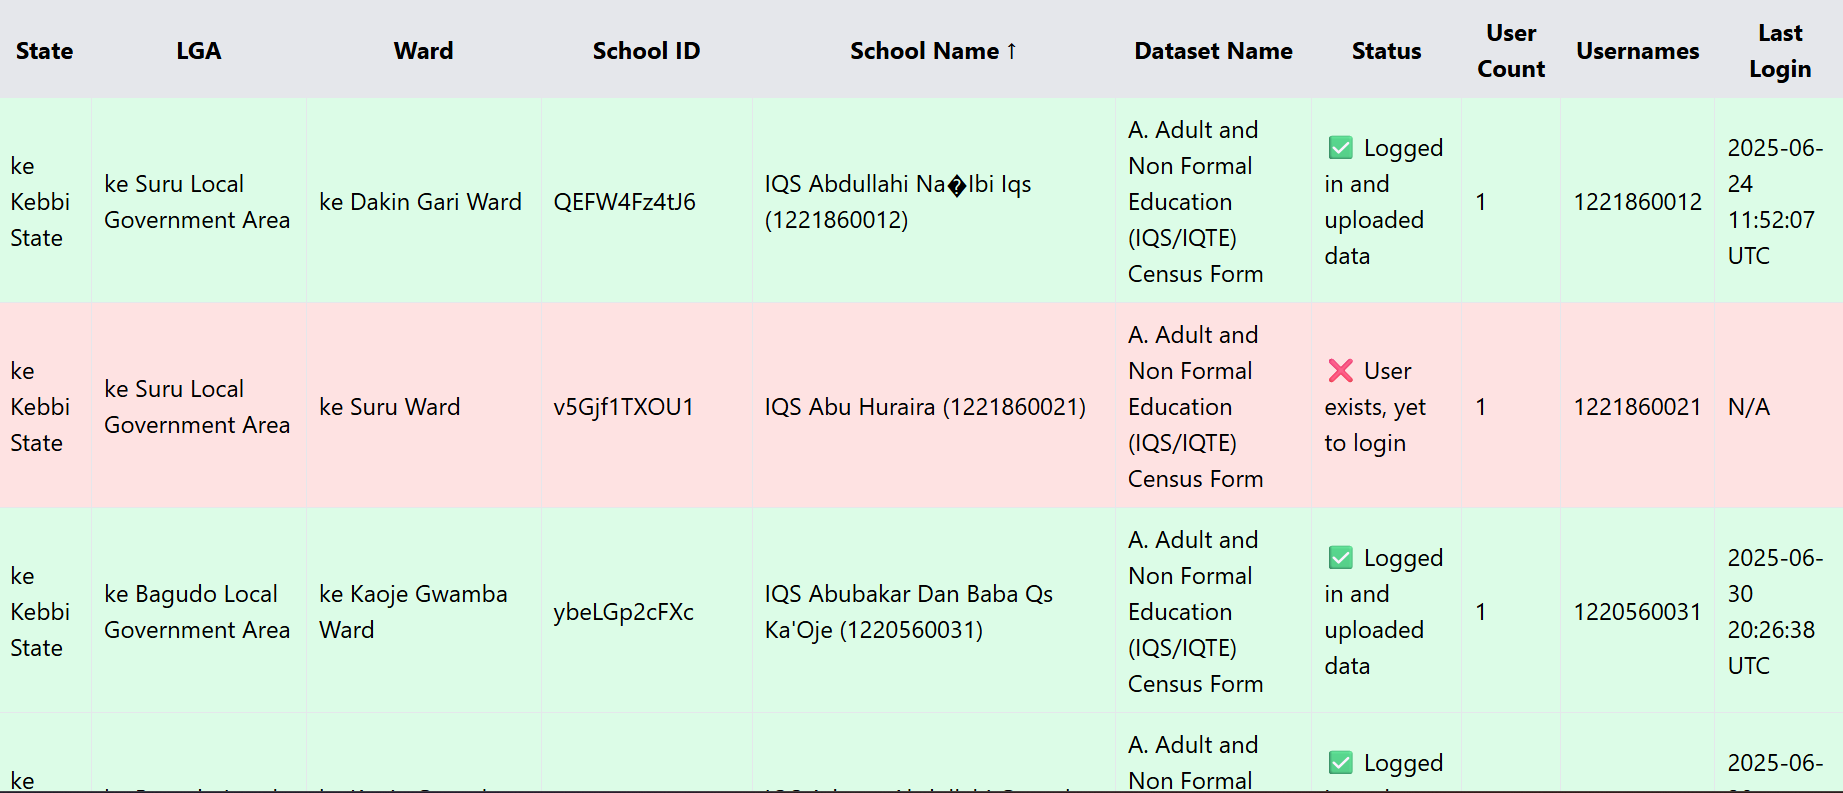 State LGA Ward School ID School Name ↑ Dataset Name Status User Count Usernames Last Login
ke Kebbi State
ke Suru Local Government Area
ke Dakin Gari Ward
QEFW4Fz4tJ6
IQS Abdullahi Na�Ibi Iqs
(1221860012)
A. Adult and
Non Formal
Education
(IQS/IQTE)
Census Form
✅ Logged
in and
uploaded
data
1
1221860012
2025-06-
24
11:52:07
UTC
ke
Kebbi
State
ke Suru Local
Government Area
ke Suru Ward
v5Gjf1TXOU1
IQS Abu Huraira (1221860021)
A. Adult and
Non Formal
Education
(IQS/IQTE)
Census Form
❌ User
exists, yet
to login
1
1221860021
N/A
ke
Kebbi
State
ke Bagudo Local
Government Area
ke Kaoje Gwamba
Ward
ybeLGp2cFXc
IQS Abubakar Dan Baba Qs
Ka'Oje (1220560031)
A. Adult and
Non Formal
Education
(IQS/IQTE)
Census Form
✅ Logged
in and
uploaded
data
1
1220560031
2025-06-
30
20:26:38
UTC
ke
A. Adult and
Non Formal
✅ Logged
2025-06-